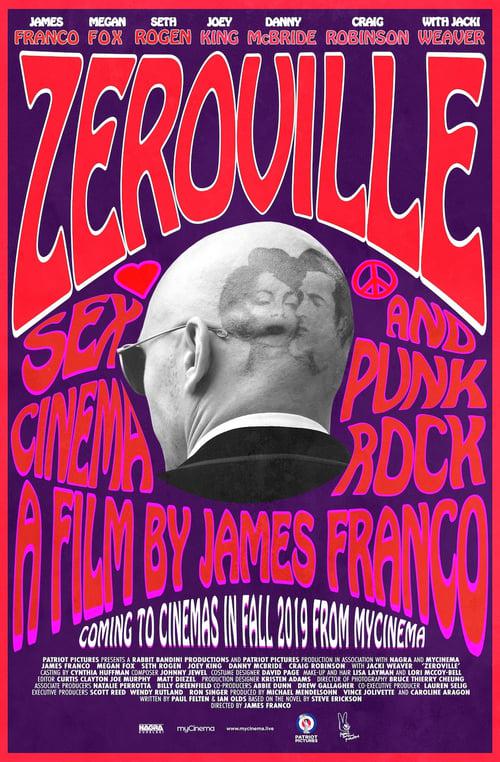 JAMES FRANCO MEGAN FOX SETH ROGEN JOEY KING DANNY McBRIDE CRAIG ROBINSON WITH JACKI WEAVER
ZEROVILLE
SEX
CINEMA
AND
PUNK
ROCK
A FILM BY JAMES FRANCO
COMING TO CINEMAS IN FALL 2019 FROM MYCINEMA
PATRIOT PICTURES PRESENTS A RABBIT BANDINI PRODUCTIONS AND PATRIOT PICTURES PRODUCTION IN ASSOCIATION WITH NAGRA AND MYCINEMA
JAMES FRANCO MEGAN FOX SETH ROGEN JOEY KING DANNY MCBRIDE CRAIG ROBINSON WITH JACKI WEAVER "ZEROVILLE"
CASTING BY CYNTHIA HUFFMAN COMPOSER JOHNNY JEWEL COSTUME DESIGNER DAVID PAGE MAKE-UP AND HAIR LISA LAYMAN AND LORI MCCOY-BELL
EDITOR CURTISS CLAYTON JOE MURPHY MATT DIEZEL PRODUCTION DESIGNER KRISTEN ADAMS DIRECTOR OF PHOTOGRAPHY BRUCE THIERRY CHEUNG
ASSOCIATE PRODUCERS NATALIE PERROTTA BILLY GREENFIELD CO-PRODUCERS ABBIE DUNN DREW GALLAGHER CO-EXECUTIVE PRODUCER LAUREN SELIG
EXECUTIVE PRODUCERS SCOTT REED WENDY RUTLAND RON SINGER PRODUCED BY MICHAEL MENDELSOHN VINCE JOLIVETTE AND CAROLINE ARAGON
WRITTEN BY PAUL FELTEN & IAN OLDS BASED ON THE NOVEL BY STEVE ERICKSON
DIRECTED BY JAMES FRANCO
NAGRA myCinema www.mycinema.live PATRIOT PICTURES